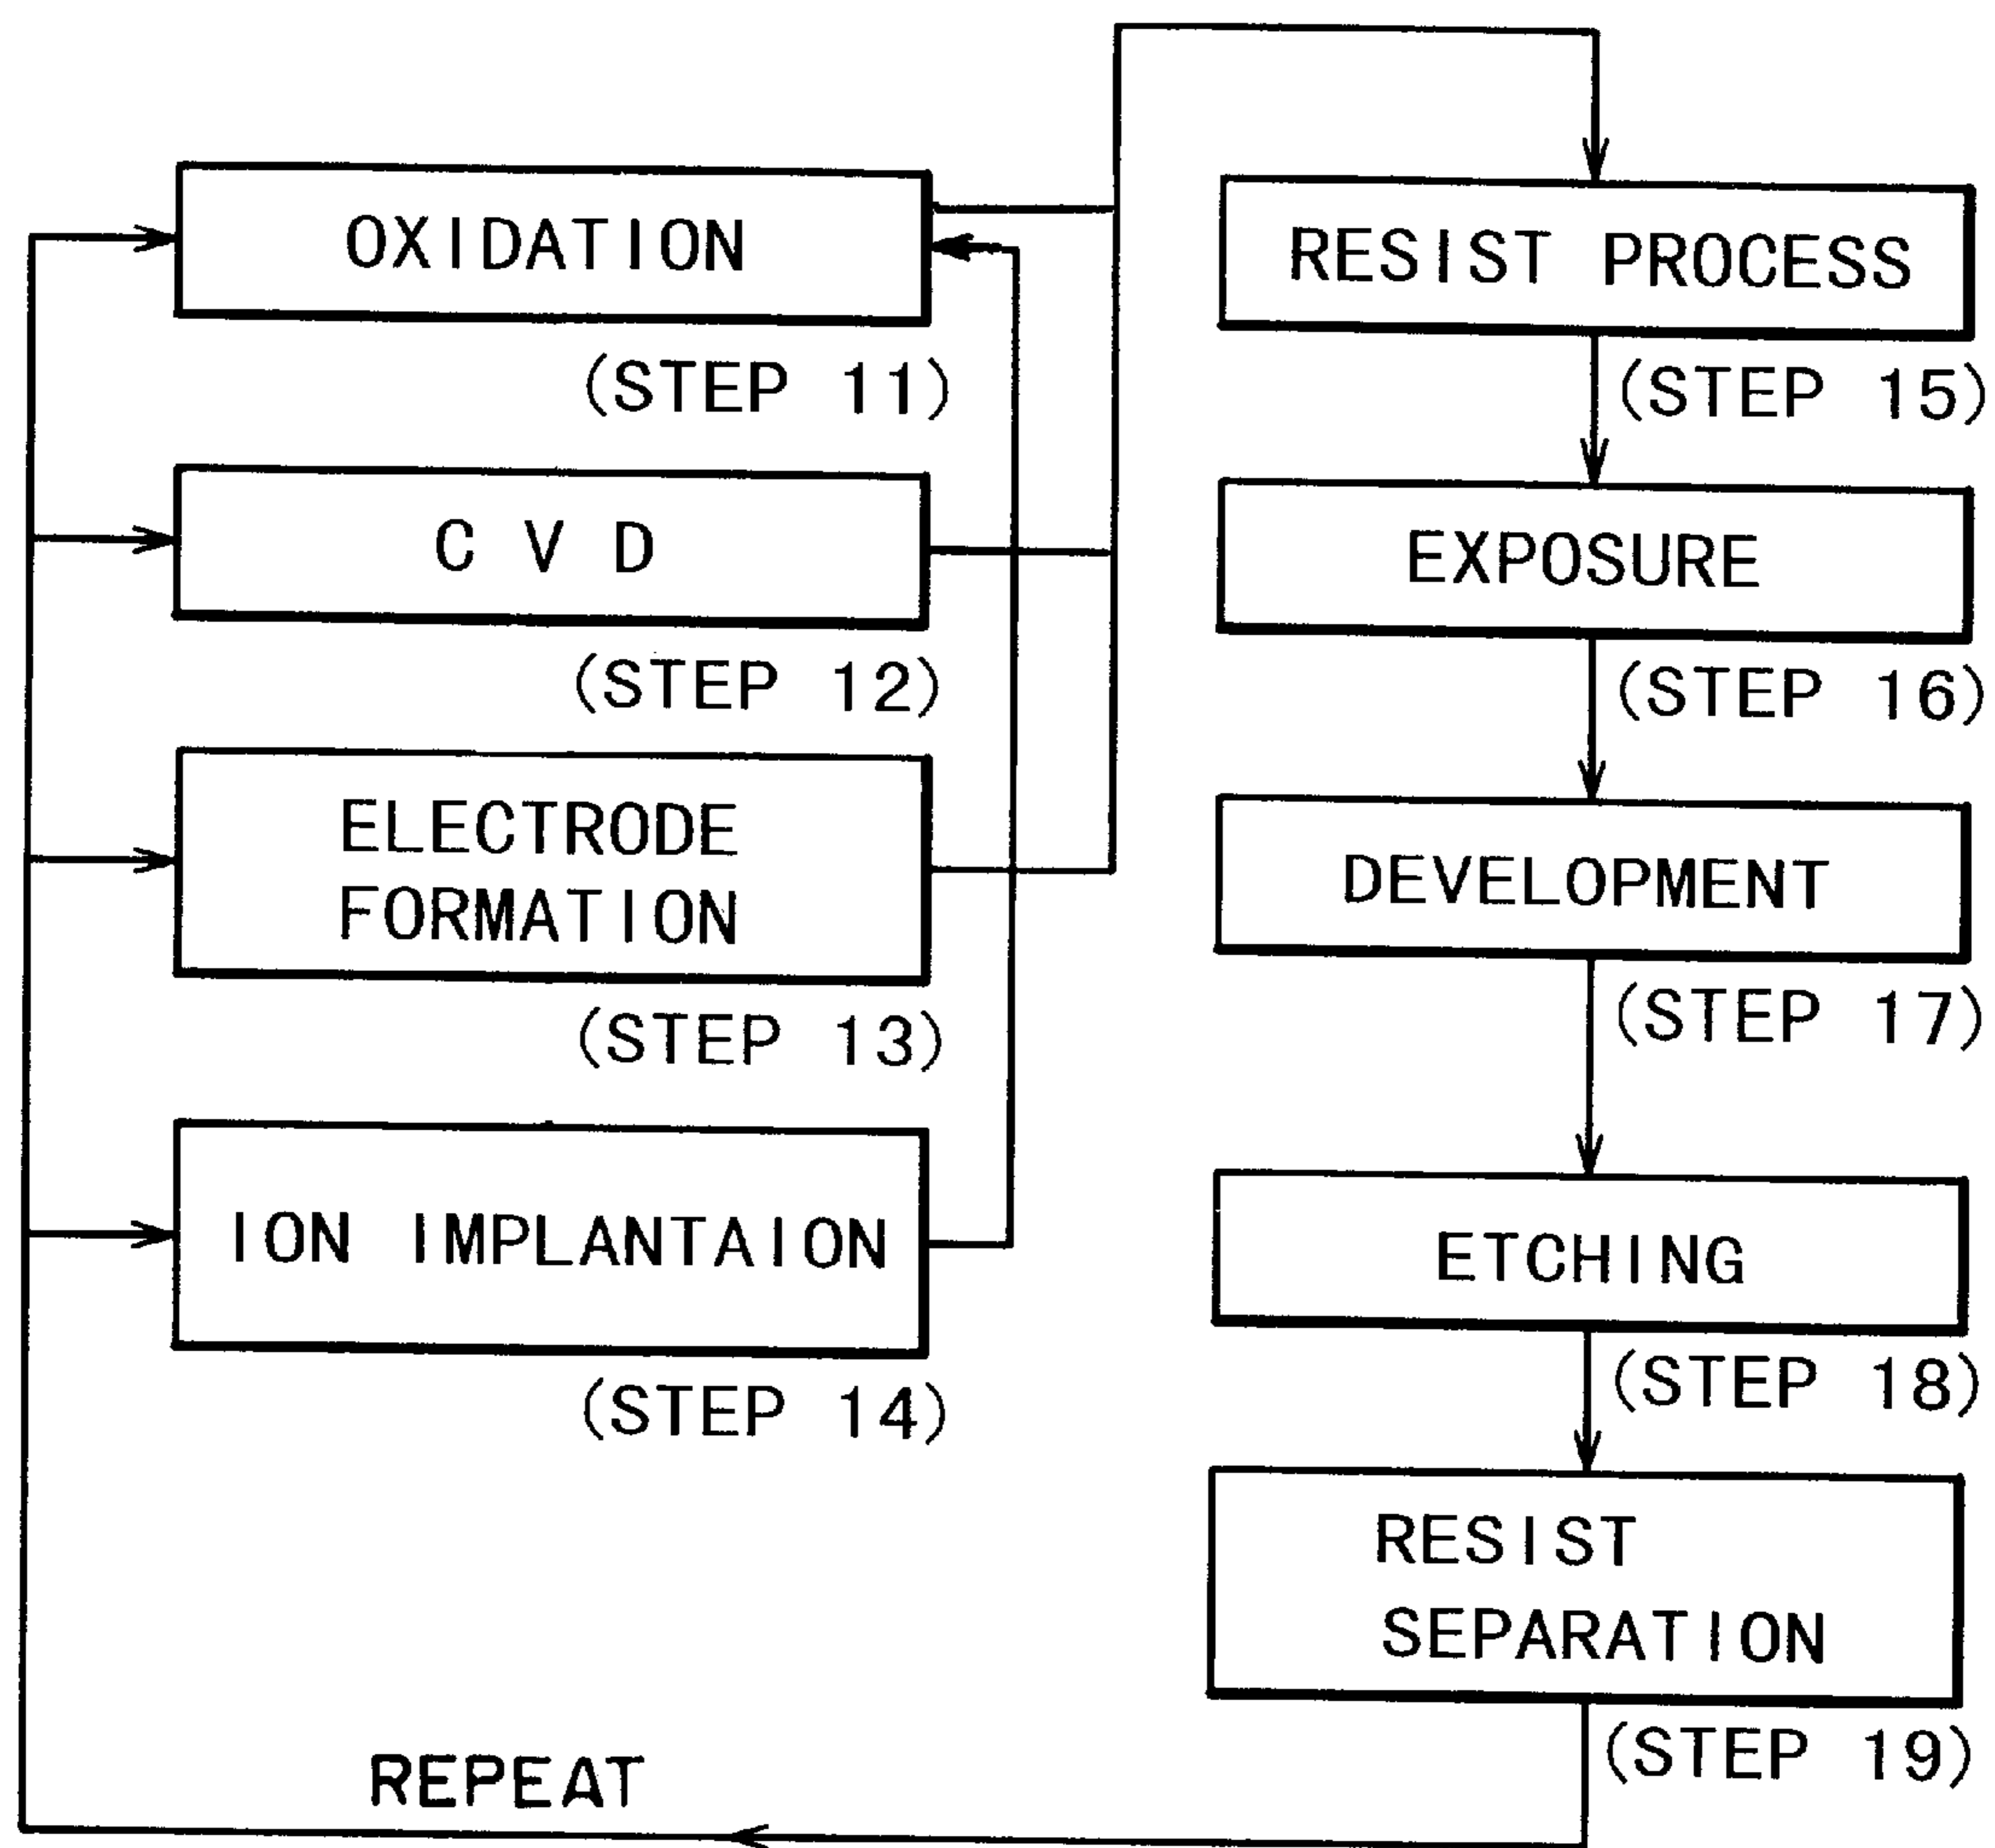 OXIDATION
(STEP 11)
C V D
(STEP 12)
ELECTRODE
FORMATION
(STEP 13)
ION IMPLANTAION
(STEP 14)
RESIST PROCESS
(STEP 15)
EXPOSURE
(STEP 16)
DEVELOPMENT
(STEP 17)
ETCHING
(STEP 18)
RESIST
SEPARATION
(STEP 19)
REPEAT